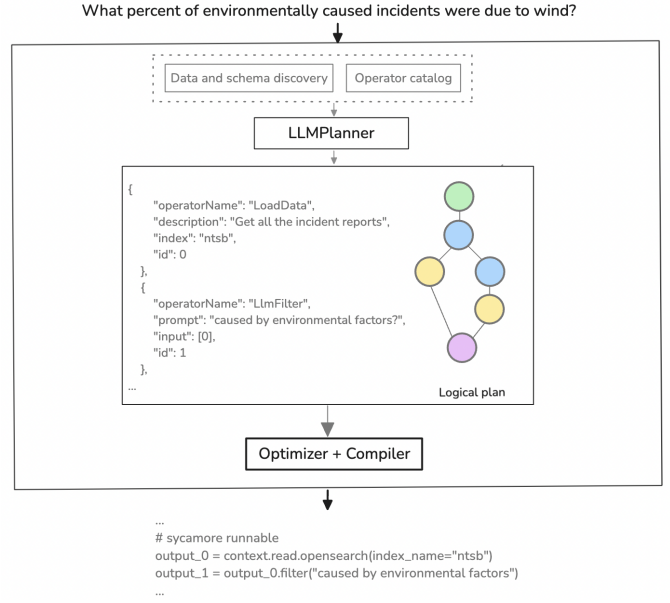 What percent of environmentally caused incidents were due to wind?
Data and schema discovery
Operator catalog
LLMPlanner
{
"operatorName": "LoadData",
"description": "Get all the incident reports",
"index": "ntsb",
"id": 0
},
{
"operatorName": "LlmFilter",
"prompt": "caused by environmental factors?",
"input": [0],
"id": 1
},
...
Logical plan
Optimizer + Compiler
...
# sycamore runnable
output_0 = context.read.opensearch(index_name="ntsb")
output_1 = output_0.filter("caused by environmental factors")
...